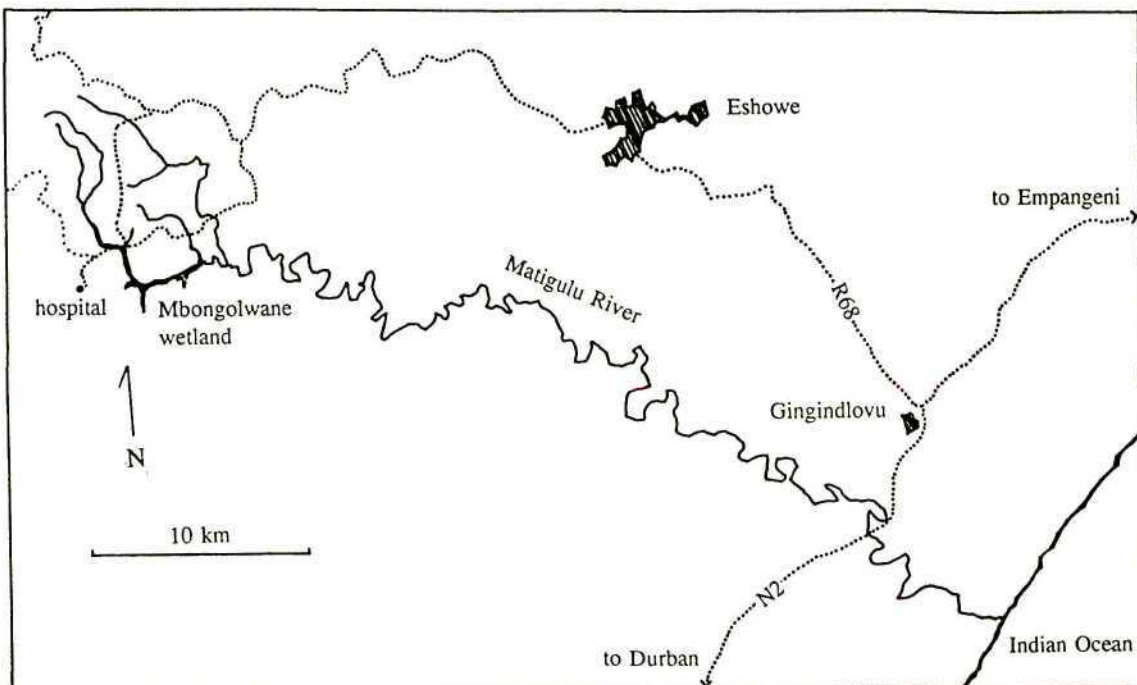 Eshowe
to Empangeni
Matigulu River
R68
hospital
Mbongolwane
wetland
N
Gingindlovu
10 km
N2
to Durban
Indian Ocean